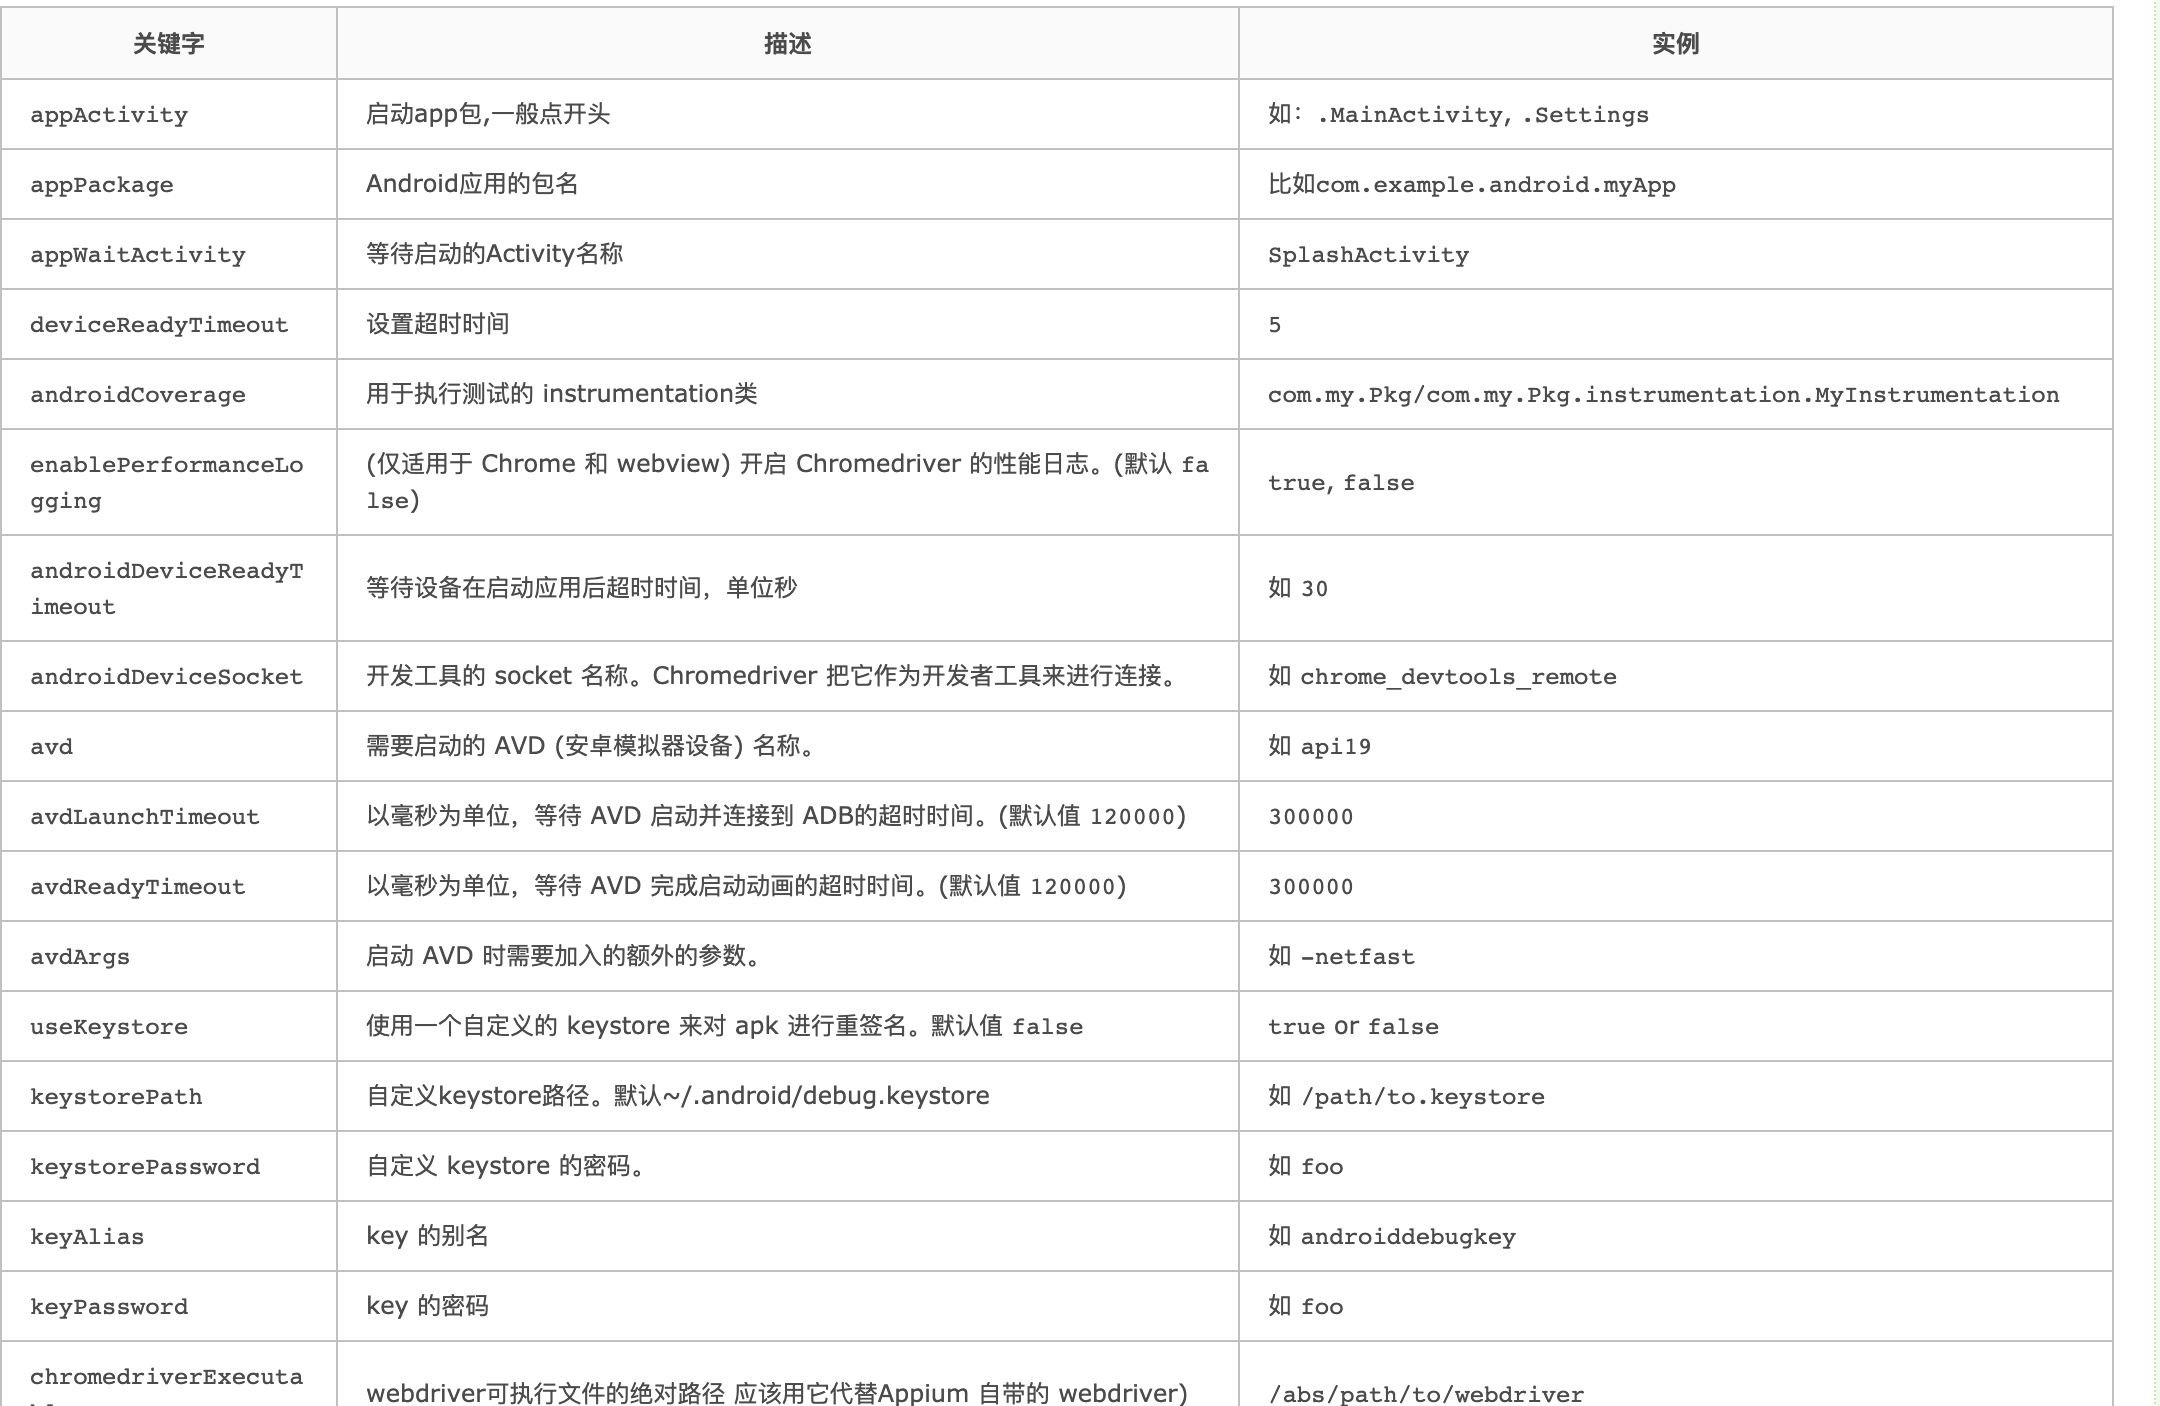 关键字 描述 实例
appActivity 启动app包,一般点开头 如：.MainActivity, .Settings
appPackage Android应用的包名 比如com.example.android.myApp
appWaitActivity 等待启动的Activity名称 SplashActivity
deviceReadyTimeout 设置超时时间 5
androidCoverage 用于执行测试的 instrumentation类 com.my.Pkg/com.my.Pkg.instrumentation.MyInstrumentation
enablePerformanceLo
gging
(仅适用于 Chrome 和 webview) 开启 Chromedriver 的性能日志。(默认 fa
lse)
true, false
androidDeviceReadyT
imeout
等待设备在启动应用后超时时间，单位秒 如 30
androidDeviceSocket 开发工具的 socket 名称。Chromedriver 把它作为开发者工具来进行连接。 如 chrome_devtools_remote
avd 需要启动的 AVD (安卓模拟器设备) 名称。 如 api19
avdLaunchTimeout 以毫秒为单位，等待 AVD 启动并连接到 ADB的超时时间。(默认值 120000) 300000
avdReadyTimeout 以毫秒为单位，等待 AVD 完成启动动画的超时时间。(默认值 120000) 300000
avdArgs 启动 AVD 时需要加入的额外的参数。 如 -netfast
useKeystore 使用一个自定义的 keystore 来对 apk 进行重签名。默认值 false true or false
keystorePath 自定义keystore路径。默认~/.android/debug.keystore 如 /path/to.keystore
keystorePassword 自定义 keystore 的密码。 如 foo
keyAlias key 的别名 如 androiddebugkey
keyPassword key 的密码 如 foo
chromedriverExecuta
webdriver可执行文件的绝对路径 应该用它代替Appium 自带的 webdriver) /abs/path/to/webdriver